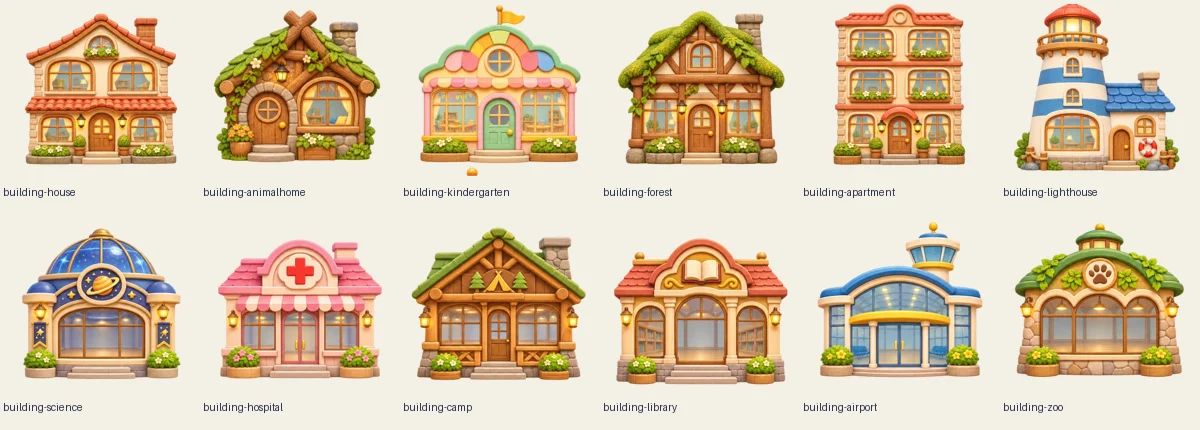 building-house
building-animalhome
building-kindergarten
building-forest
building-apartment
building-lighthouse
building-science
building-hospital
building-camp
building-library
building-airport
building-zoo